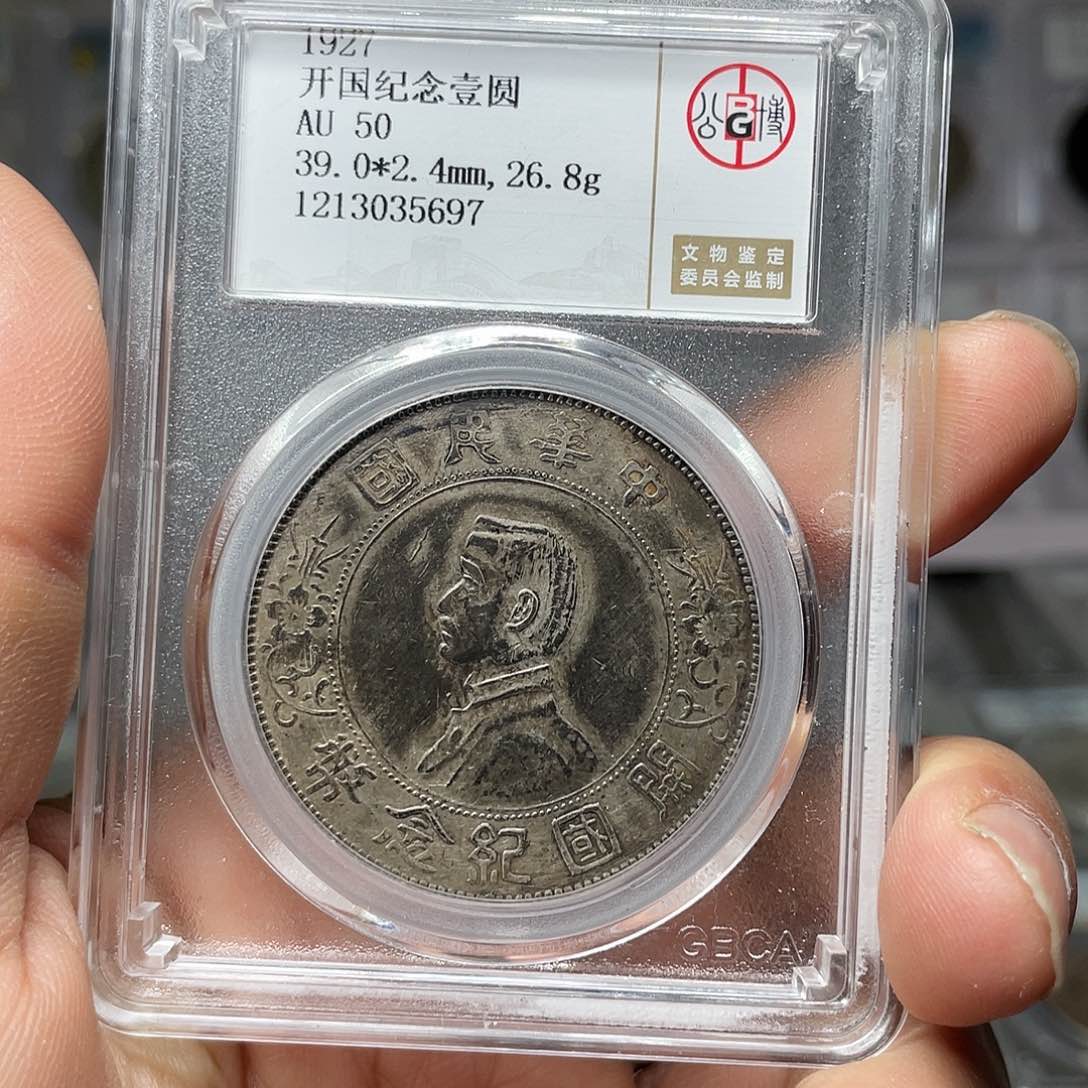 1927
开国纪念壹圆
AU 50
39.0*2.4mm, 26.8g
1213035697
公 BG 博
文物鉴定
委员会监制
中華民國
開國紀念幣
GBCA